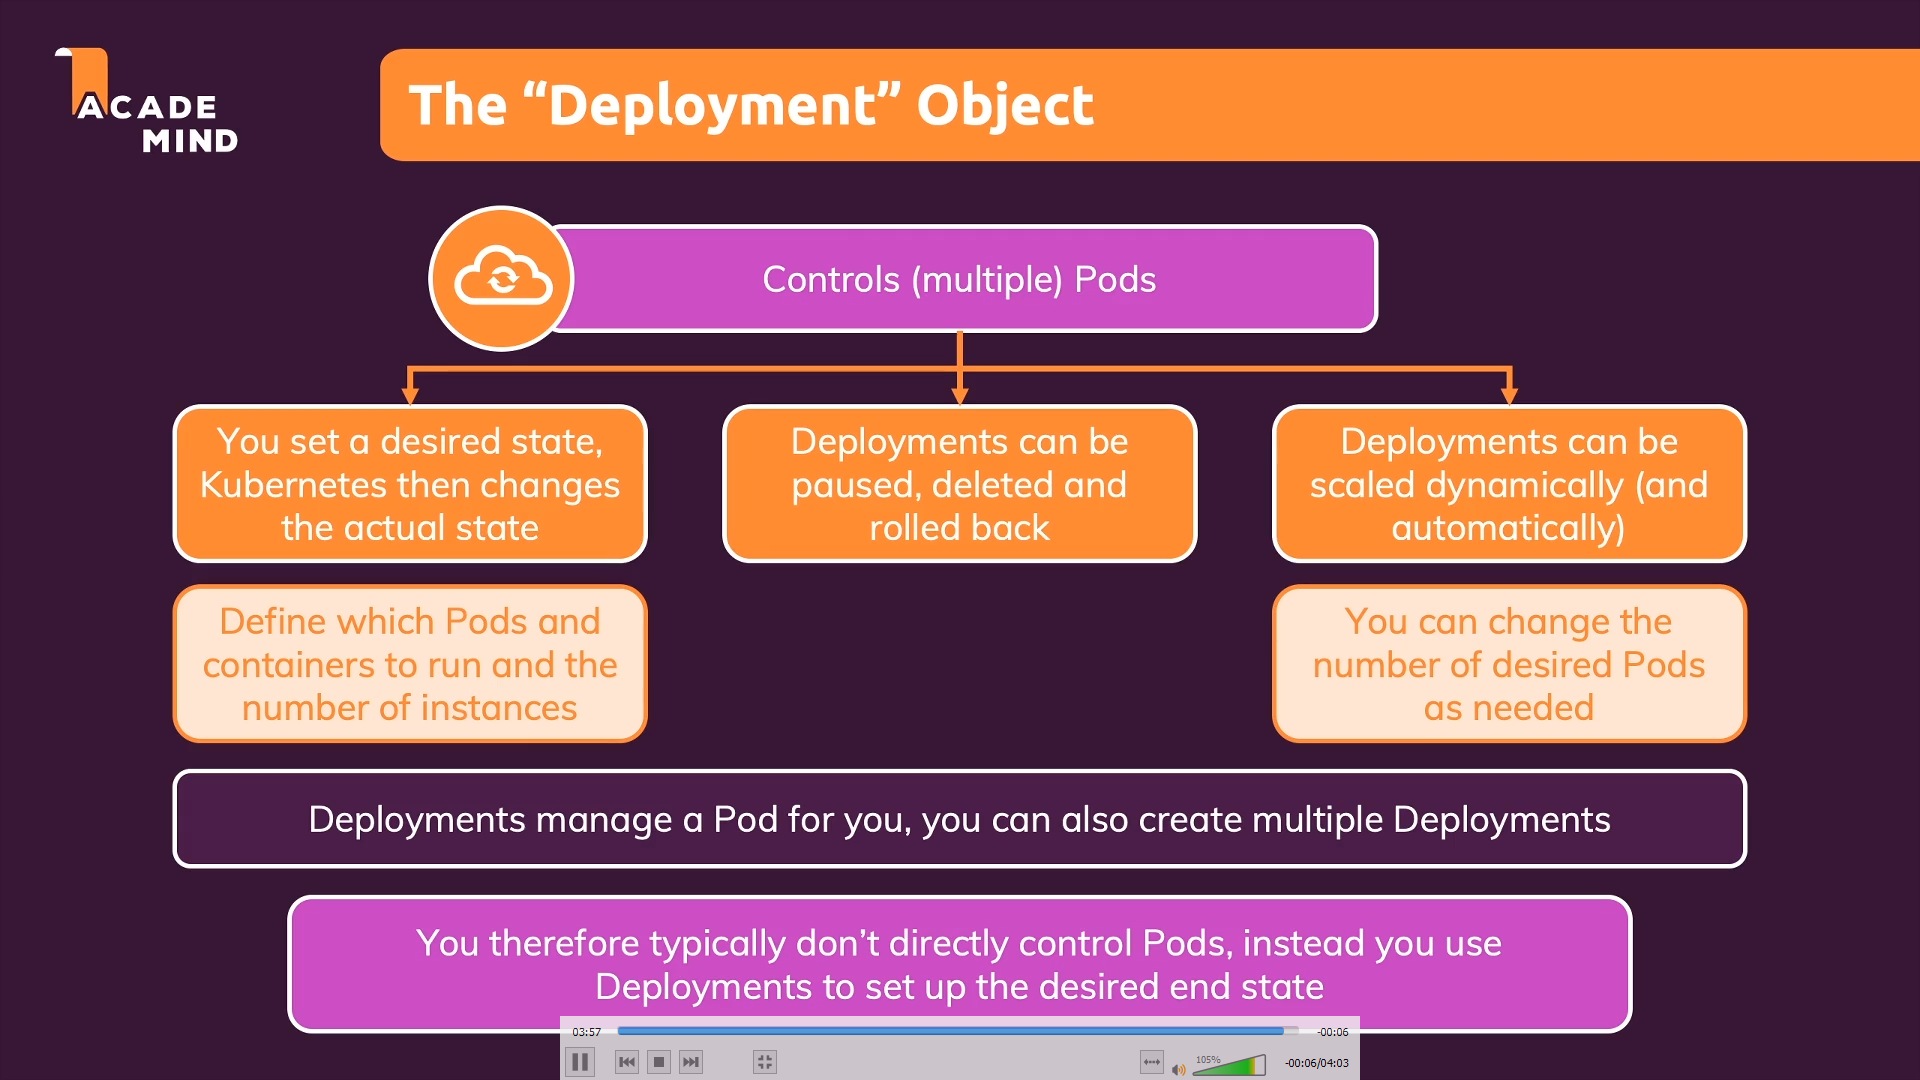 ACADE
MIND
The “Deployment” Object
Controls (multiple) Pods
You set a desired state,
Kubernetes then changes
the actual state
Deployments can be
paused, deleted and
rolled back
Deployments can be
scaled dynamically (and
automatically)
Define which Pods and
containers to run and the
number of instances
You can change the
number of desired Pods
as needed
Deployments manage a Pod for you, you can also create multiple Deployments
You therefore typically don’t directly control Pods, instead you use
Deployments to set up the desired end state
03:57
-00:06
105%
-00:06/04:03